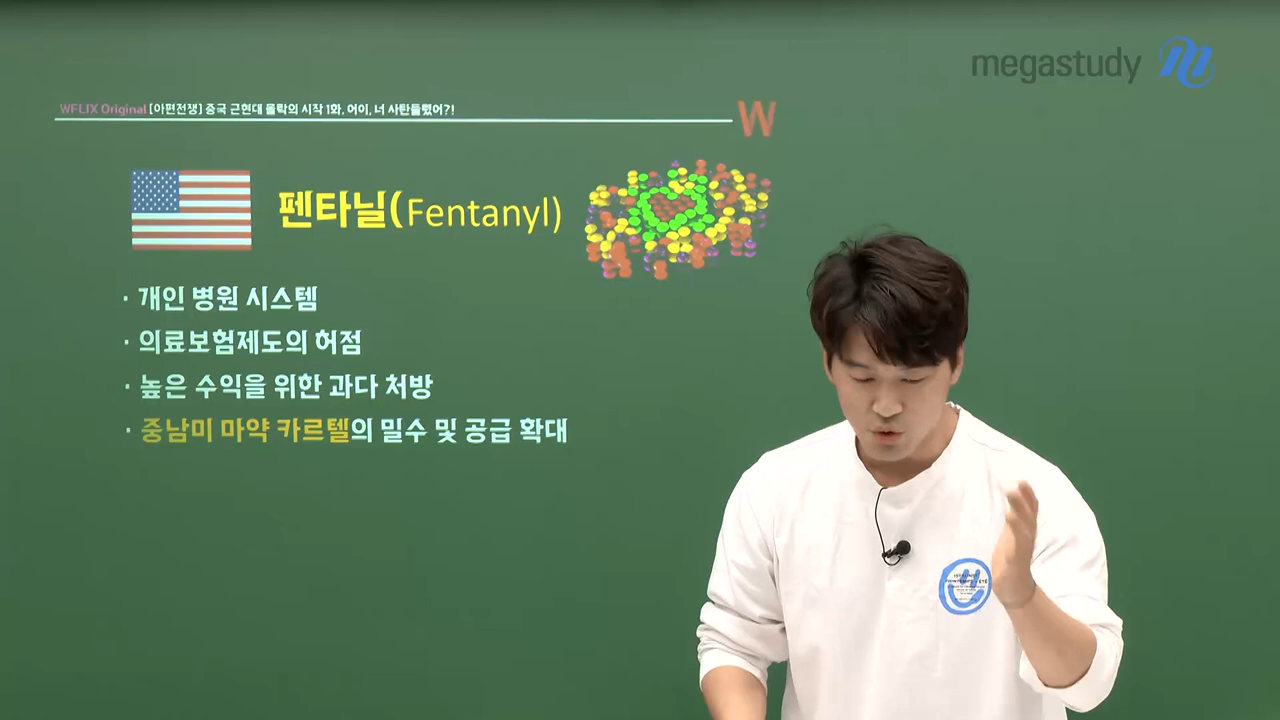 megastudy
WFLIX Original [아편전쟁] 중국 근현대 몰락의 시작 1화. 어이, 너 사탄들렸어?!
W
펜타닐(Fentanyl)
· 개인 병원 시스템
· 의료보험제도의 허점
· 높은 수익을 위한 과다 처방
· 중남미 마약 카르텔의 밀수 및 공급 확대